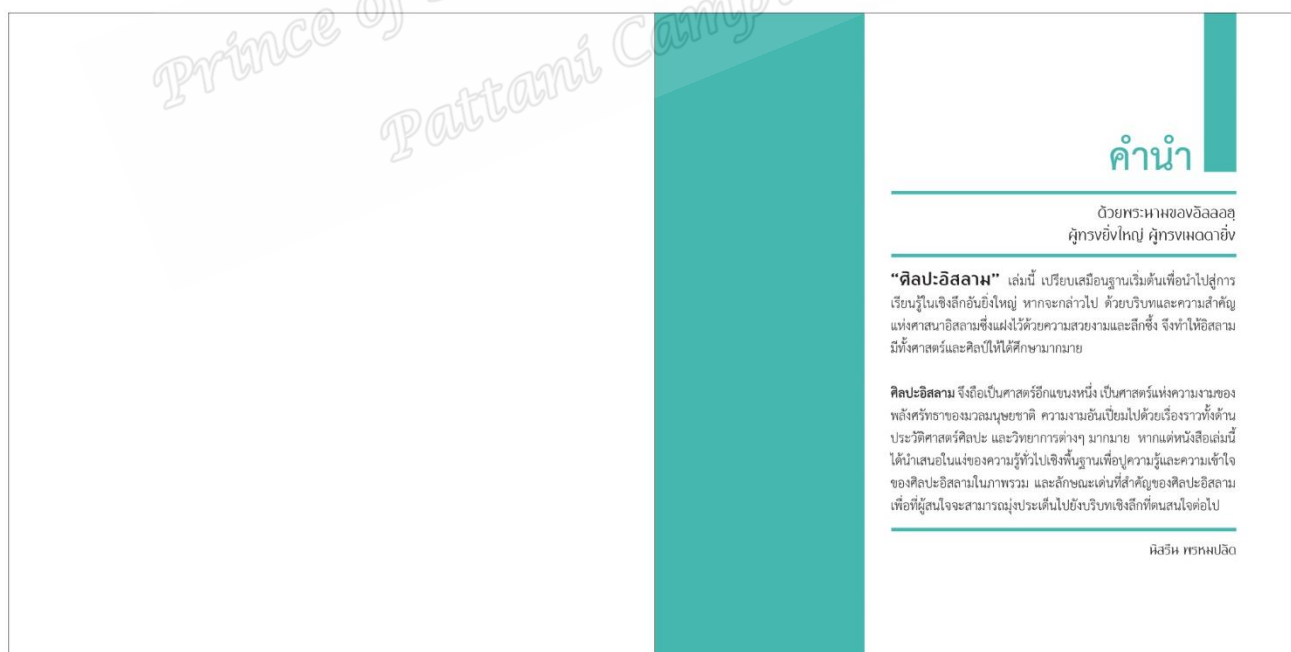 Prince of
Pattani Camp
คำนำ
ด้วยพระนามของอัลลอฮฺ
ผู้ทรงยิ่งใหญ่ ผู้ทรงเมตตายิ่ง
“ศิลปะอิสลาม” เล่มนี้ เปรียบเสมือนฐานเริ่มต้นเพื่อนำไปสู่การ
เรียนรู้ในเชิงลึกอันยิ่งใหญ่ หากจะกล่าวไป ด้วยบริบทและความสำคัญ
แห่งศาสนาอิสลามซึ่งแฝงไว้ด้วยความสวยงามและลึกซึ้ง จึงทำให้อิสลาม
มีทั้งศาสตร์และศิลป์ให้ได้ศึกษามากมาย
ศิลปะอิสลาม จึงถือเป็นศาสตร์อีกแขนงหนึ่ง เป็นศาสตร์แห่งความงามของ
พลังศรัทธาของมวลมนุษยชาติ ความงามอันเปี่ยมไปด้วยเรื่องราวทั้งด้าน
ประวัติศาสตร์ศิลปะ และวิทยาการต่างๆ มากมาย หากแต่หนังสือเล่มนี้
ได้นำเสนอในแง่ของความรู้ทั่วไปเชิงพื้นฐานเพื่อปูความรู้และความเข้าใจ
ของศิลปะอิสลามในภาพรวม และลักษณะเด่นที่สำคัญของศิลปะอิสลาม
เพื่อที่ผู้สนใจจะสามารถมุ่งประเด็นไปยังบริบทเชิงลึกที่ตนสนใจต่อไป
นิสรีน พรหมปลัด